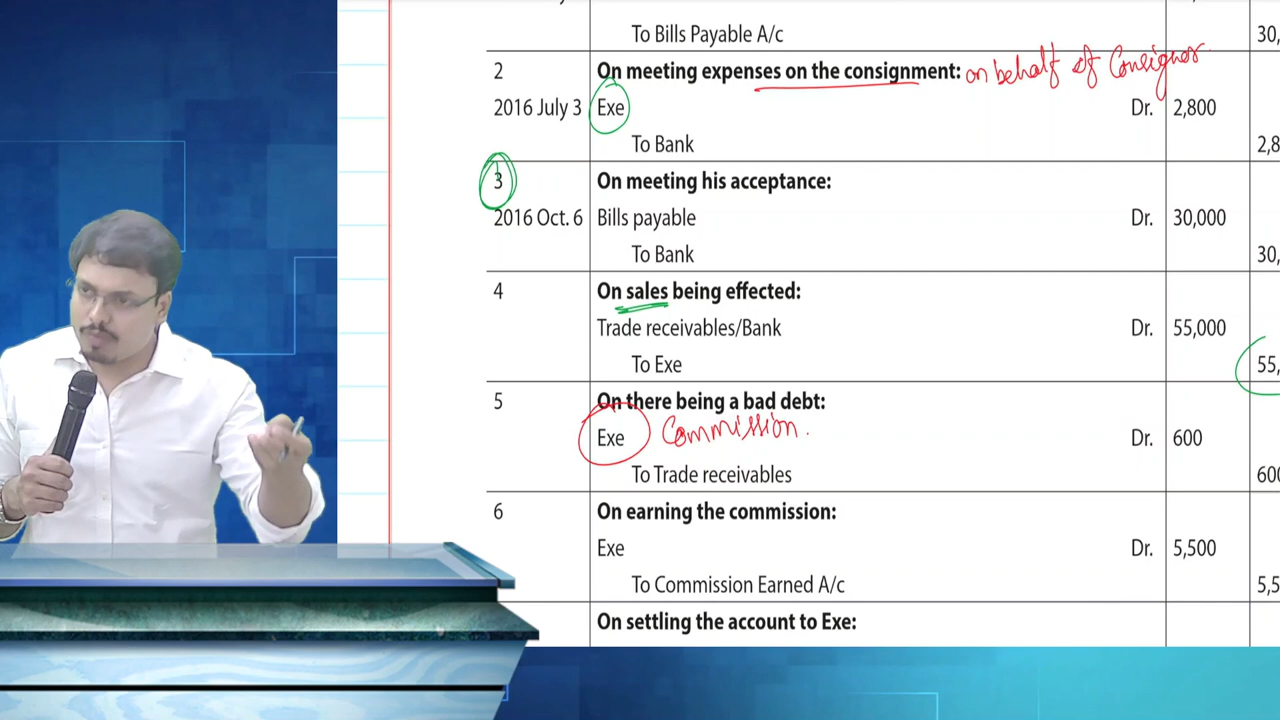 To Bills Payable A/c 30,
2 On meeting expenses on the consignment: on behalf of Consignor
2016 July 3 Exe Dr. 2,800
To Bank 2,8
3 On meeting his acceptance:
2016 Oct. 6 Bills payable Dr. 30,000
To Bank 30,
4 On sales being effected:
Trade receivables/Bank Dr. 55,000
To Exe 55,
5 On there being a bad debt:
Exe Commission. Dr. 600
To Trade receivables 600
6 On earning the commission:
Exe Dr. 5,500
To Commission Earned A/c 5,5
On settling the account to Exe: